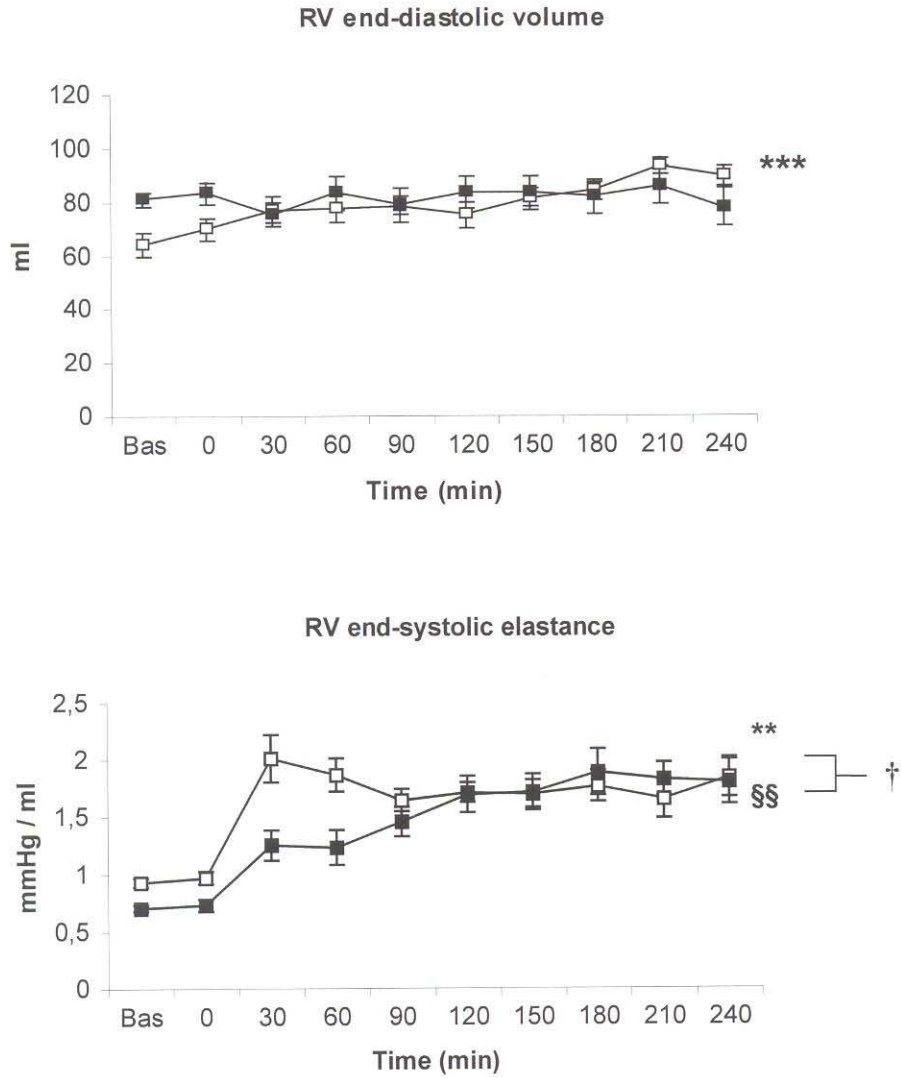 RV end-diastolic volume
120
100
80
60
40
20
0
ml
***
Bas 0 30 60 90 120 150 180 210 240
Time (min)
RV end-systolic elastance
2,5
2
1,5
1
0,5
0
mmHg / ml
**
§§
†
Bas 0 30 60 90 120 150 180 210 240
Time (min)